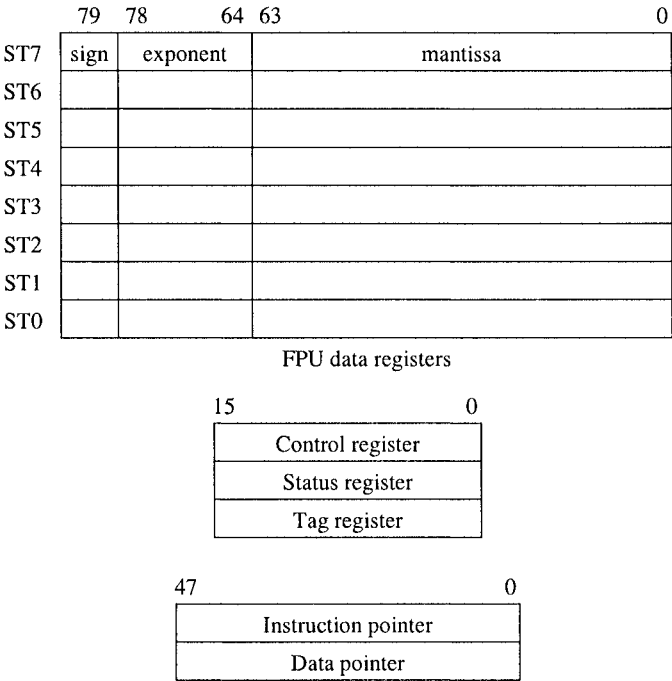 79 78 64 63 0
ST7 sign exponent mantissa
ST6
ST5
ST4
ST3
ST2
ST1
ST0
FPU data registers
15 0
Control register
Status register
Tag register
47 0
Instruction pointer
Data pointer